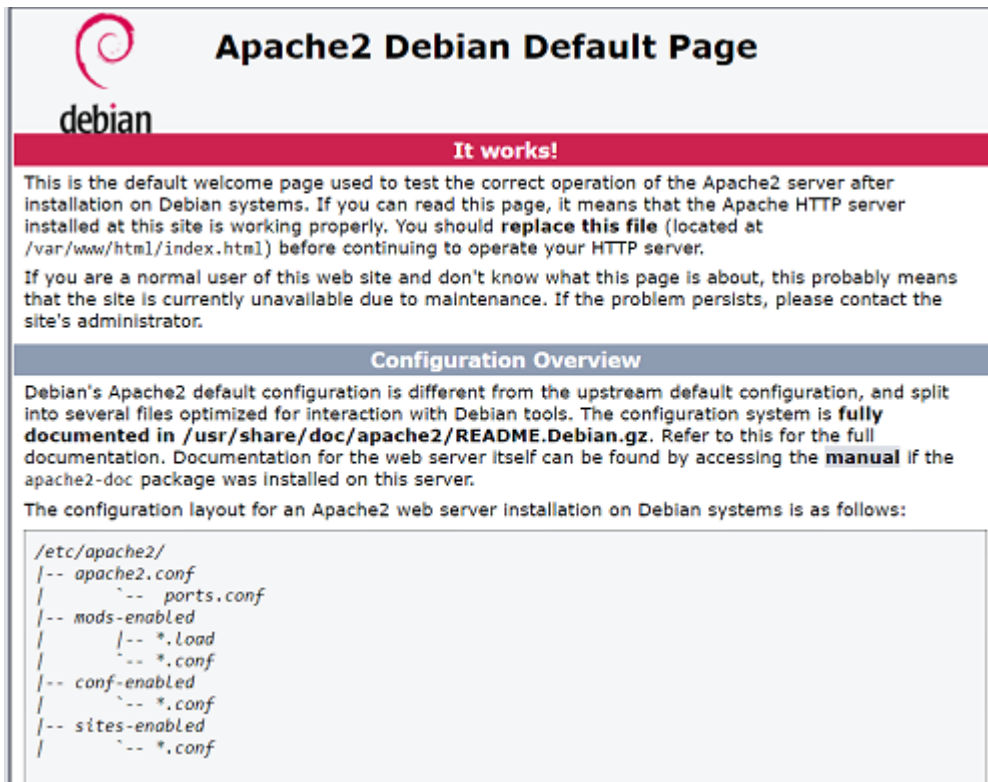 debian
Apache2 Debian Default Page
It works!
This is the default welcome page used to test the correct operation of the Apache2 server after
installation on Debian systems. If you can read this page, it means that the Apache HTTP server
installed at this site is working properly. You should replace this file (located at
/var/www/html/index.html) before continuing to operate your HTTP server.
If you are a normal user of this web site and don't know what this page is about, this probably means
that the site is currently unavailable due to maintenance. If the problem persists, please contact the
site's administrator.
Configuration Overview
Debian's Apache2 default configuration is different from the upstream default configuration, and split
into several files optimized for interaction with Debian tools. The configuration system is fully
documented in /usr/share/doc/apache2/README.Debian.gz. Refer to this for the full
documentation. Documentation for the web server itself can be found by accessing the manual if the
apache2-doc package was installed on this server.
The configuration layout for an Apache2 web server installation on Debian systems is as follows:
/etc/apache2/
|-- apache2.conf
|       `--  ports.conf
|-- mods-enabled
|       |-- *.load
|       `-- *.conf
|-- conf-enabled
|       `-- *.conf
|-- sites-enabled
|       `-- *.conf